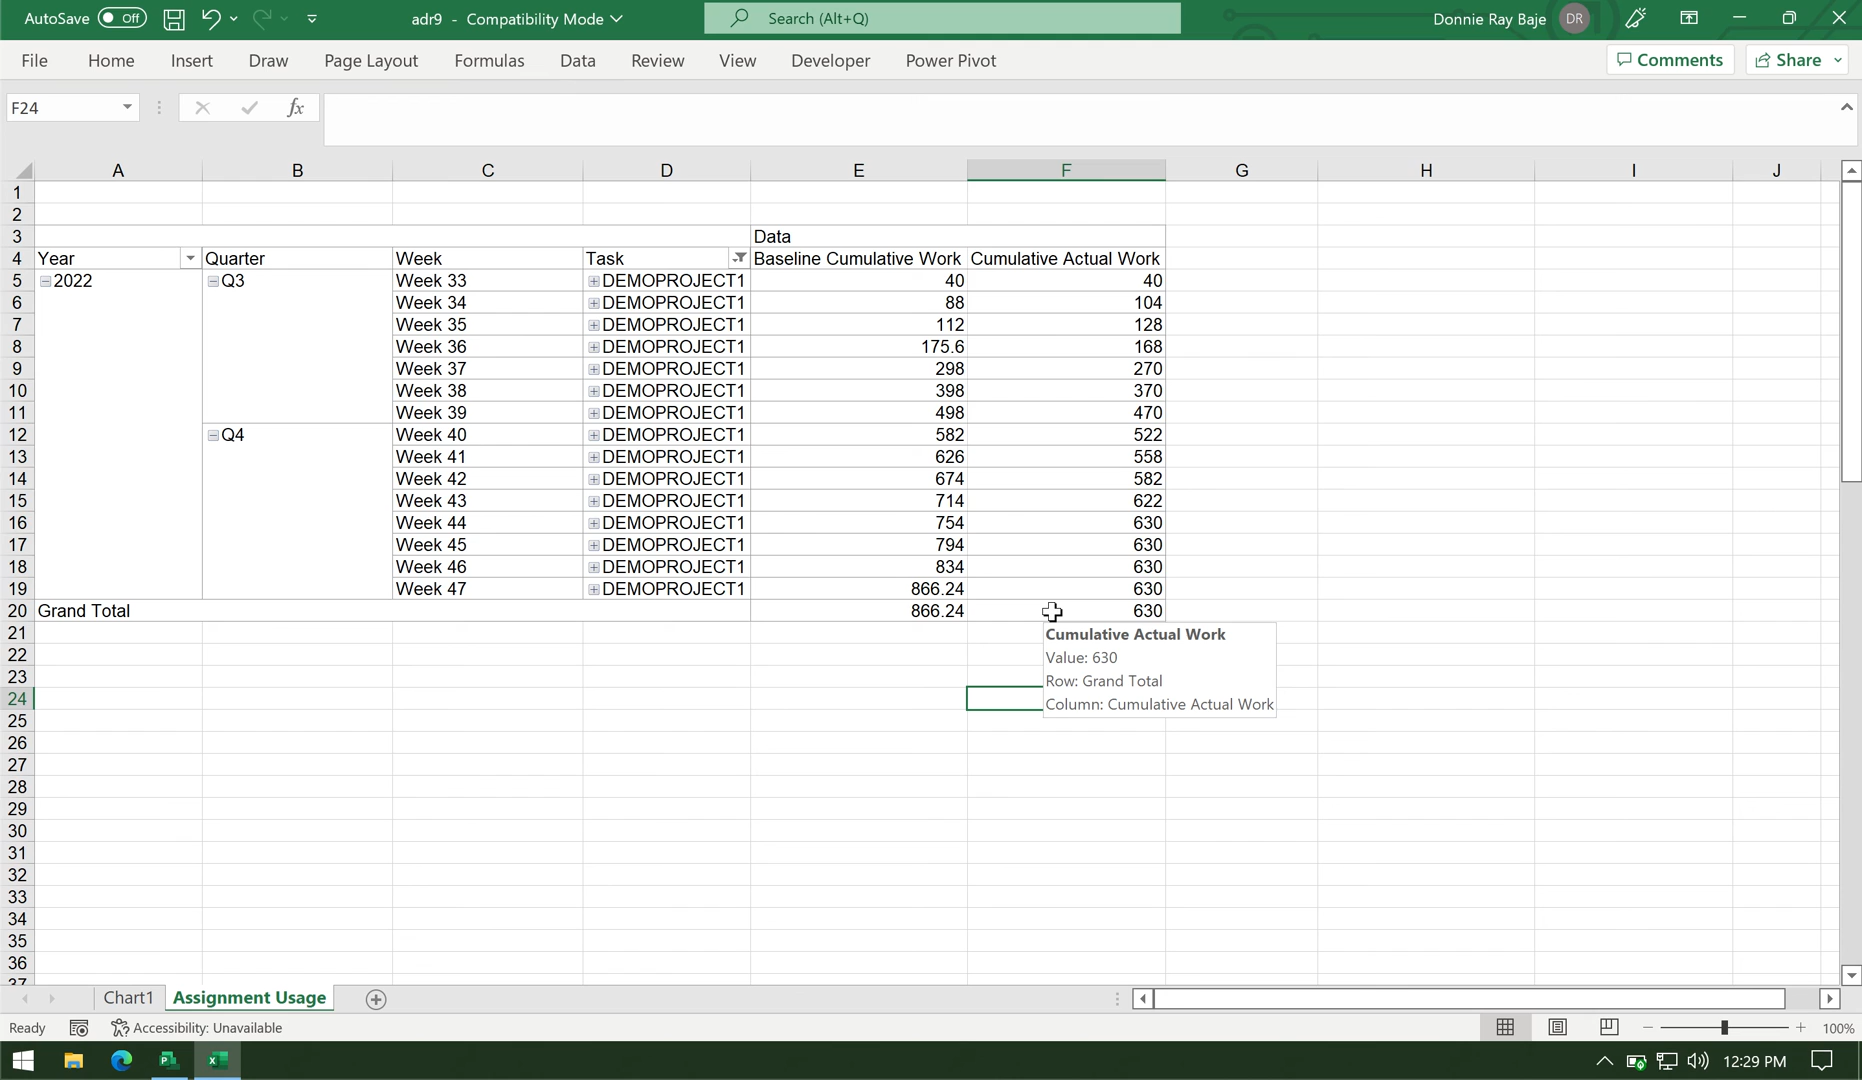 AutoSave Off adr9 - Compatibility Mode Search (Alt+Q) Donnie Ray Baje DR
File Home Insert Draw Page Layout Formulas Data Review View Developer Power Pivot Comments Share
F24 fx
A B C D E F G H I J
1
2
3 Data
4 Year Quarter Week Task Baseline Cumulative Work Cumulative Actual Work
5 2022 Q3 Week 33 DEMOPROJECT1 40 40
6 Week 34 DEMOPROJECT1 88 104
7 Week 35 DEMOPROJECT1 112 128
8 Week 36 DEMOPROJECT1 175.6 168
9 Week 37 DEMOPROJECT1 298 270
10 Week 38 DEMOPROJECT1 398 370
11 Week 39 DEMOPROJECT1 498 470
12 Q4 Week 40 DEMOPROJECT1 582 522
13 Week 41 DEMOPROJECT1 626 558
14 Week 42 DEMOPROJECT1 674 582
15 Week 43 DEMOPROJECT1 714 622
16 Week 44 DEMOPROJECT1 754 630
17 Week 45 DEMOPROJECT1 794 630
18 Week 46 DEMOPROJECT1 834 630
19 Week 47 DEMOPROJECT1 866.24 630
20 Grand Total 866.24 630
21 Cumulative Actual Work
22 Value: 630
23 Row: Grand Total
24 Column: Cumulative Actual Work
25
26
27
28
29
30
31
32
33
34
35
36
37
Chart1 Assignment Usage
Ready Accessibility: Unavailable 100%
12:29 PM